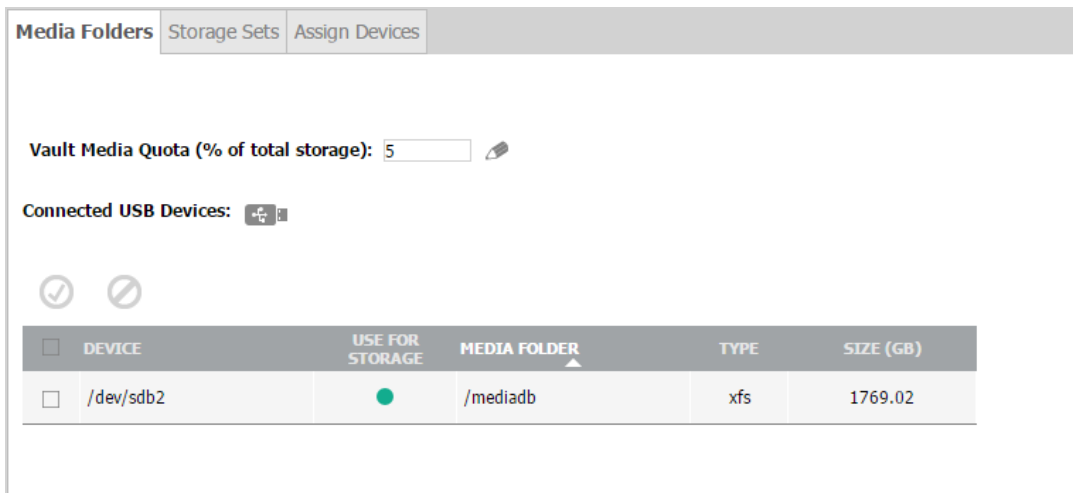 Media Folders Storage Sets Assign Devices
Vault Media Quota (% of total storage): 5
Connected USB Devices:
DEVICE USE FOR STORAGE MEDIA FOLDER TYPE SIZE (GB)
/dev/sdb2 /mediadb xfs 1769.02